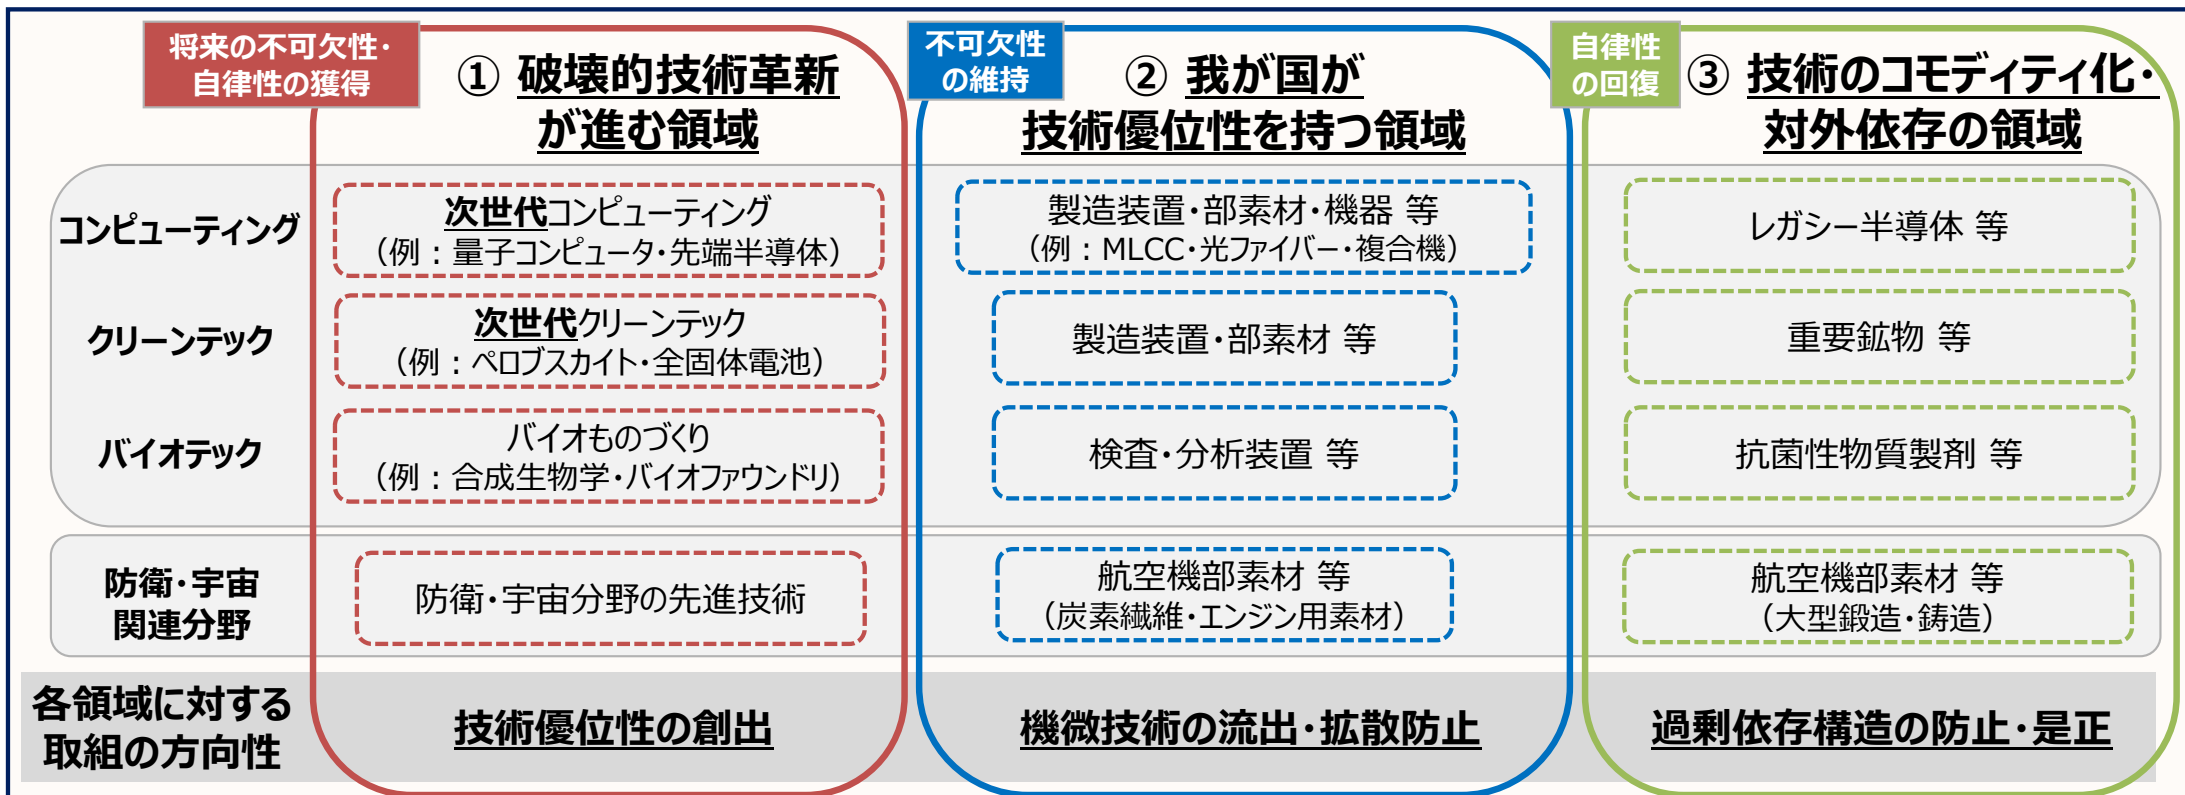 将来の不可欠性・
自律性の獲得
① 破壊的技術革新
が進む領域
不可欠性
の維持
② 我が国が
技術優位性を持つ領域
自律性
の回復
③ 技術のコモディティ化・
対外依存の領域
コンピューティング
次世代コンピューティング
（例：量子コンピュータ・先端半導体）
製造装置・部素材・機器 等
（例：MLCC・光ファイバー・複合機）
レガシー半導体 等
クリーンテック
次世代クリーンテック
（例：ペロブスカイト・全固体電池）
製造装置・部素材 等
重要鉱物 等
バイオテック
バイオものづくり
（例：合成生物学・バイオファウンドリ）
検査・分析装置 等
抗菌性物質製剤 等
防衛・宇宙
関連分野
防衛・宇宙分野の先進技術
航空機部素材 等
（炭素繊維・エンジン用素材）
航空機部素材 等
（大型鍛造・鋳造）
各領域に対する
取組の方向性
技術優位性の創出
機微技術の流出・拡散防止
過剰依存構造の防止・是正